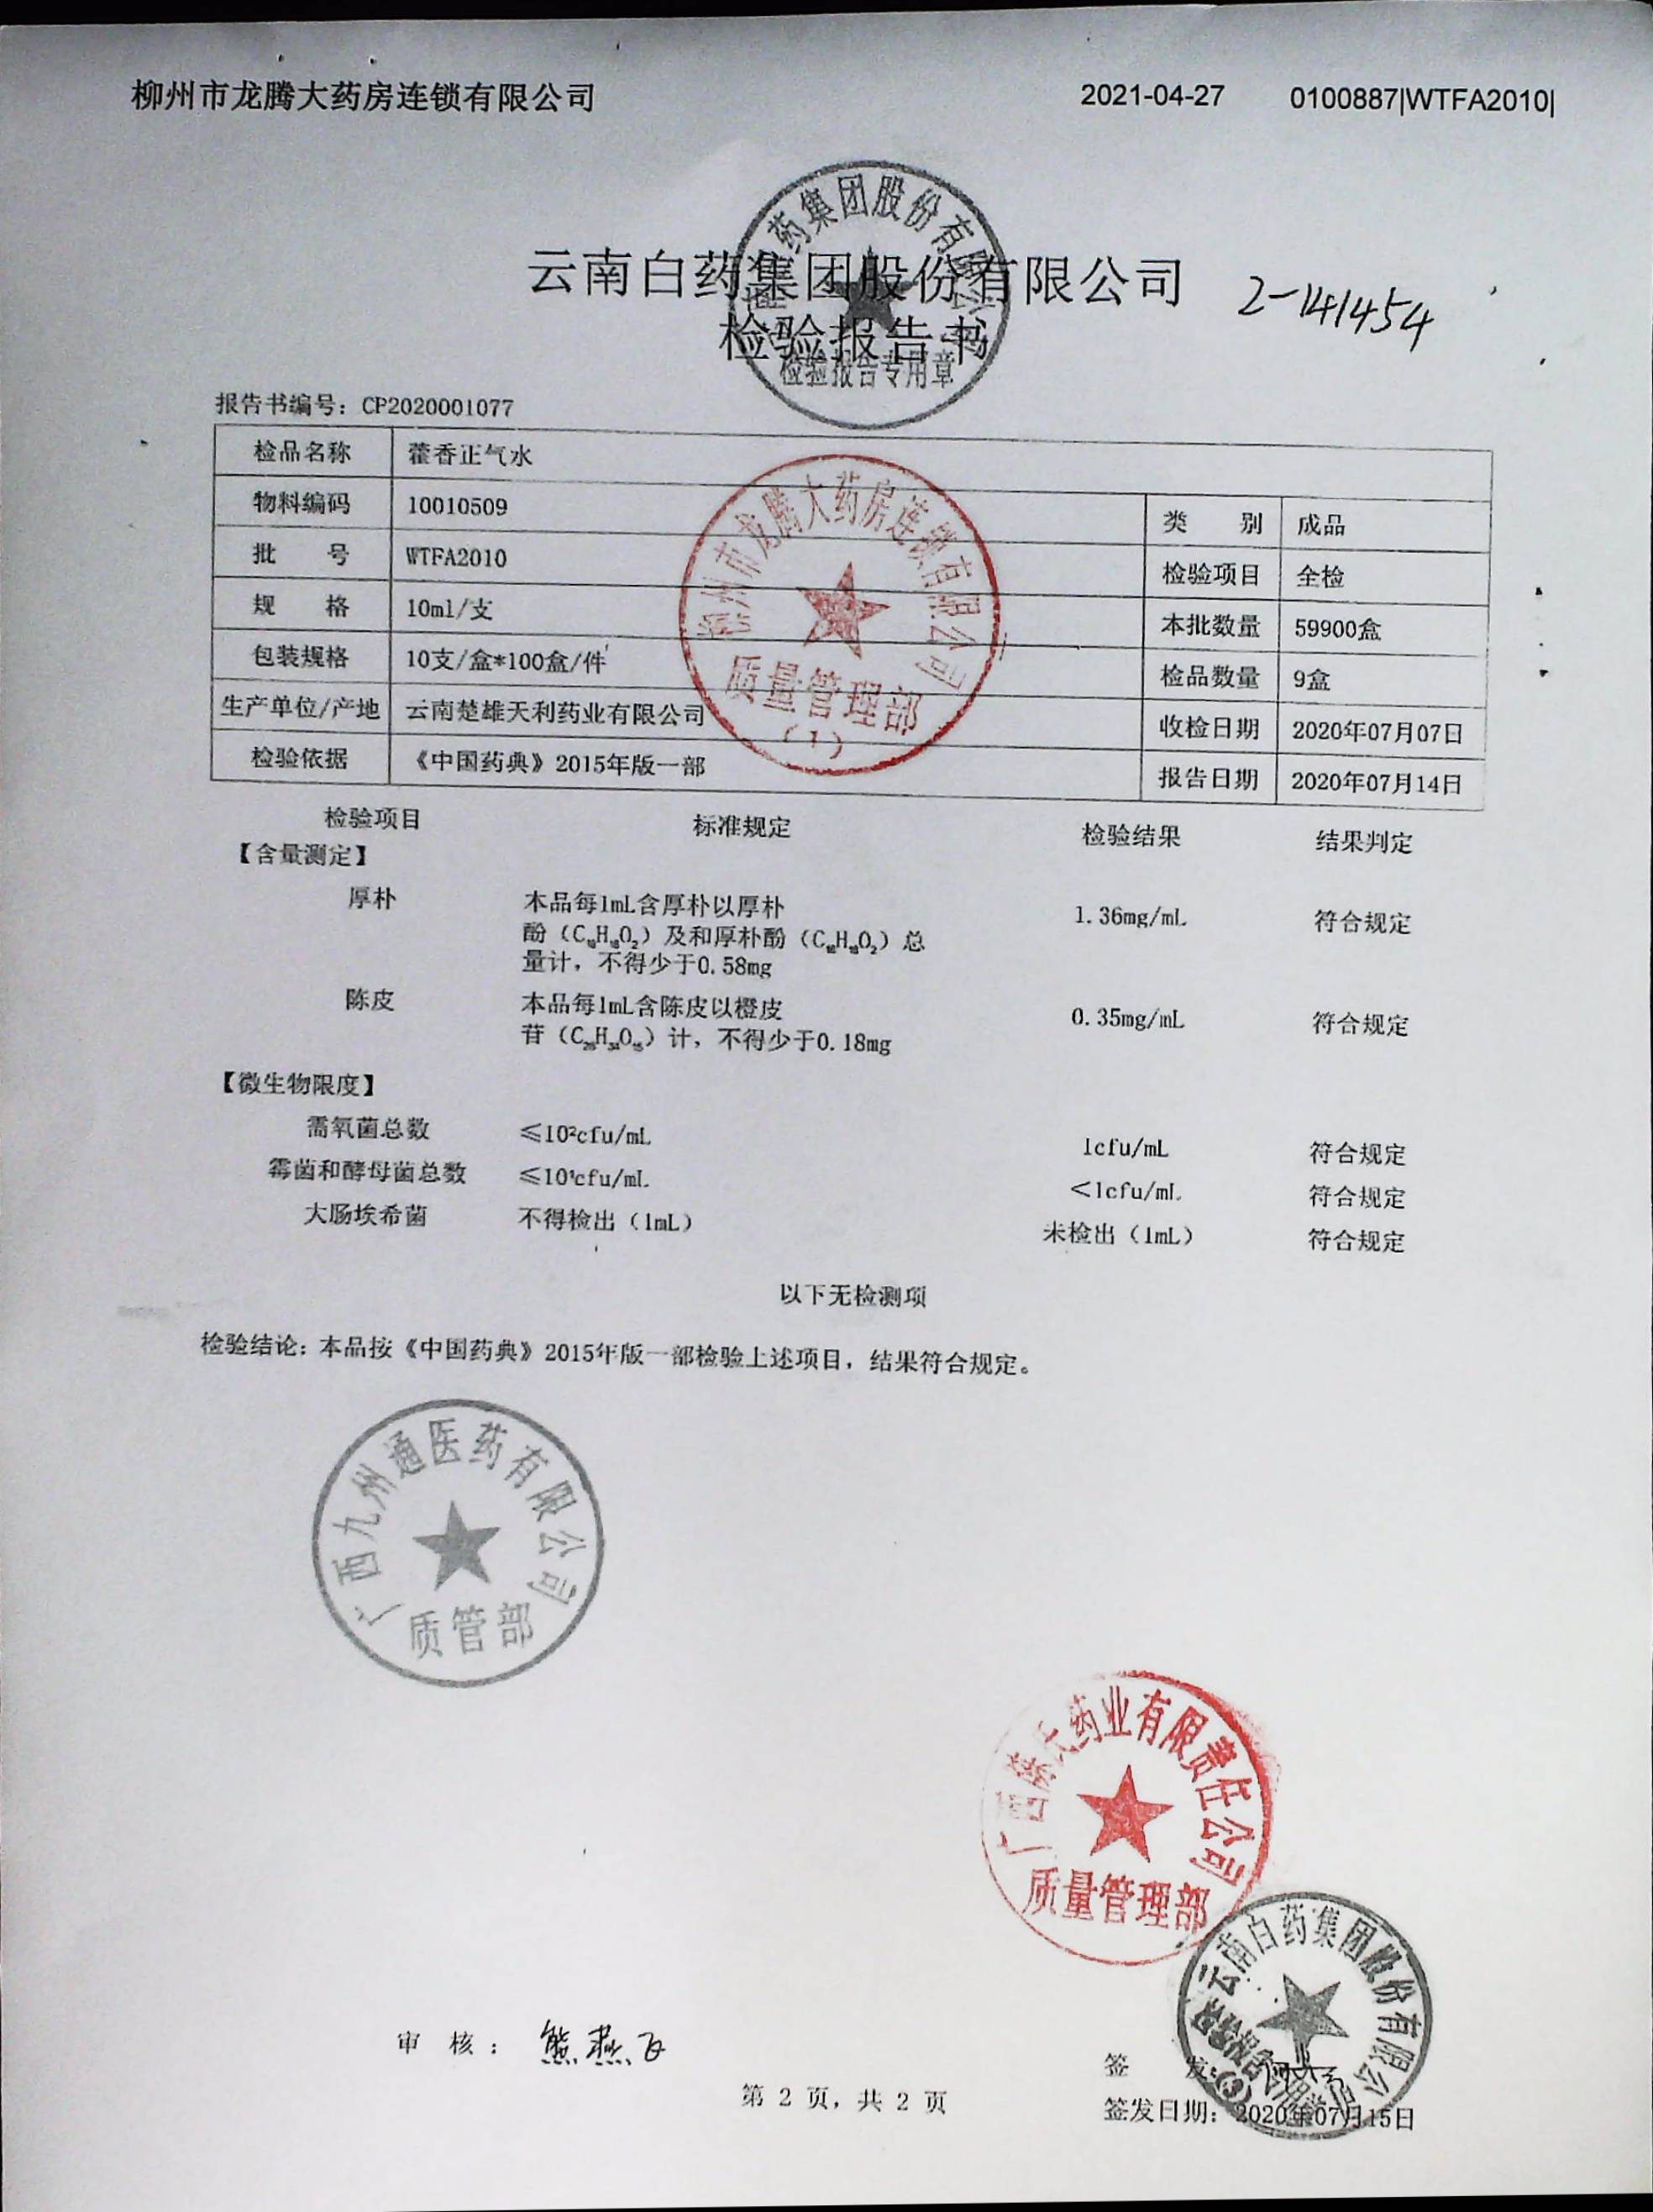 柳州市龙腾大药房连锁有限公司 2021-04-27 0100887|WTFA2010|
云南白药集团股份有限公司 2-141454
检验报告书
检验报告专用章
报告书编号：CP2020001077
检品名称 藿香正气水
物料编码 10010509 类 别 成品
批 号 WTFA2010 检验项目 全检
规 格 10ml/支 本批数量 59900盒
包装规格 10支/盒*100盒/件 检品数量 9盒
生产单位/产地 云南楚雄天利药业有限公司 收检日期 2020年07月07日
检验依据 《中国药典》2015年版一部 报告日期 2020年07月14日
柳州市龙腾大药房连锁有限公司
质量管理部
(1)
检验项目 标准规定 检验结果 结果判定
【含量测定】
厚朴 本品每1mL含厚朴以厚朴 1.36mg/mL 符合规定
酚（C₁₈H₁₈O₂）及和厚朴酚（C₁₈H₁₈O₂）总
量计，不得少于0.58mg
陈皮 本品每1mL含陈皮以橙皮 0.35mg/mL 符合规定
苷（C₂₈H₃₄O₁₅）计，不得少于0.18mg
【微生物限度】
需氧菌总数 ≤10²cfu/mL 1cfu/mL 符合规定
霉菌和酵母菌总数 ≤10¹cfu/mL <1cfu/mL 符合规定
大肠埃希菌 不得检出（1mL） 未检出（1mL） 符合规定
以下无检测项
检验结论：本品按《中国药典》2015年版一部检验上述项目，结果符合规定。
广西九州通医药有限公司
质管部
广西陈氏药业有限责任公司
质量管理部
云南白药集团股份有限公司
(3)
审 核： 熊燕飞
签 发：
第 2 页，共 2 页
签发日期：2020年07月15日